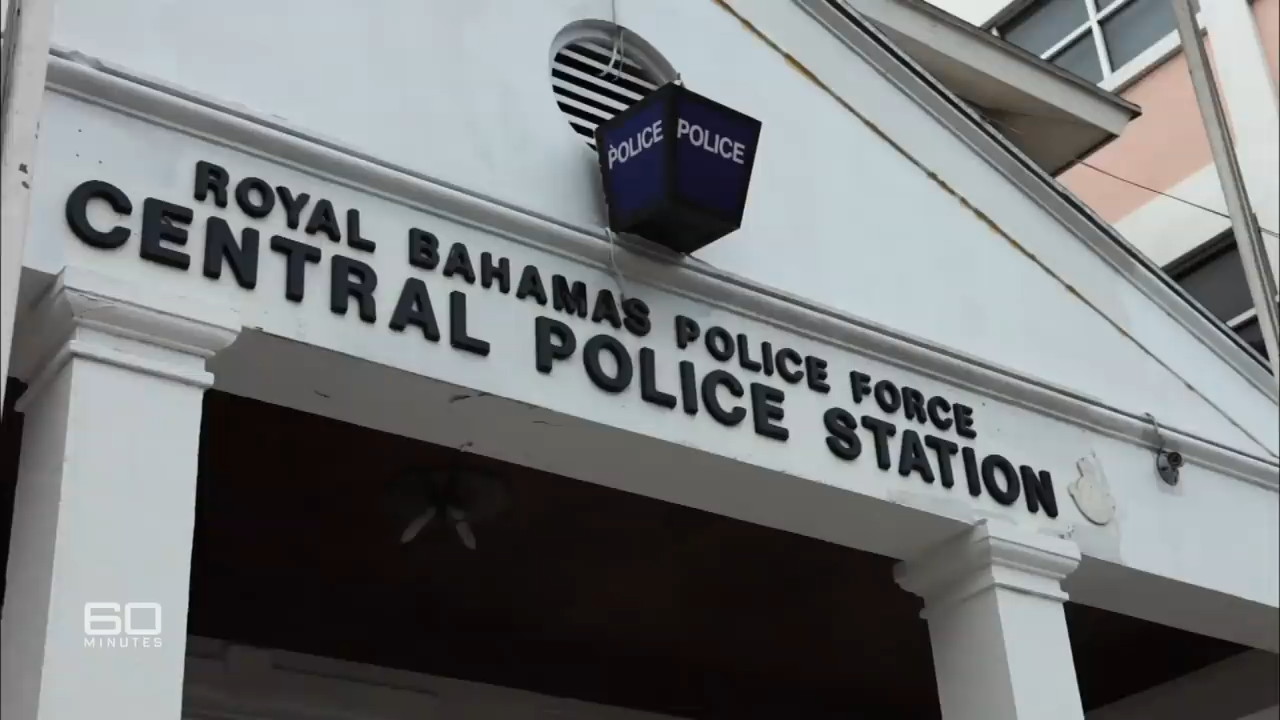 POLICE POLICE
ROYAL BAHAMAS POLICE FORCE
CENTRAL POLICE STATION
60
MINUTES